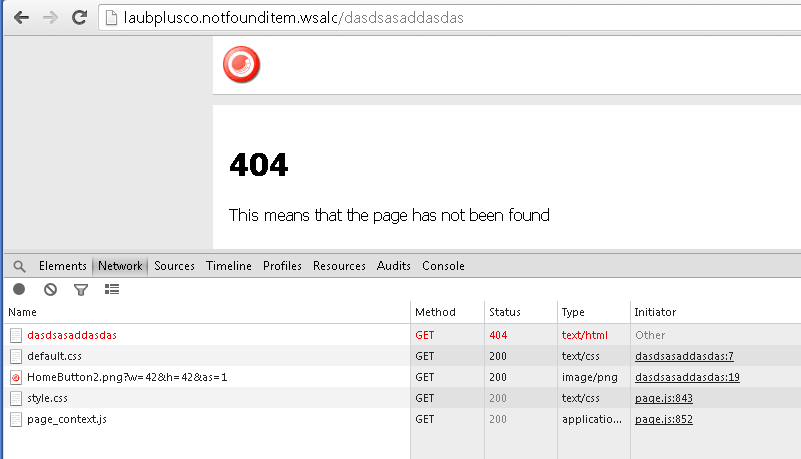 laubplusco.notfounditem.wsalc/dasdsasaddasdas
404
This means that the page has not been found
Elements Network Sources Timeline Profiles Resources Audits Console
Name Method Status Type Initiator
dasdsasaddasdas GET 404 text/html Other
default.css GET 200 text/css dasdsasaddasdas:7
HomeButton2.png?w=42&h=42&as=1 GET 200 image/png dasdsasaddasdas:19
style.css GET 200 text/css page.js:843
page_context.js GET 200 applicatio... page.js:852